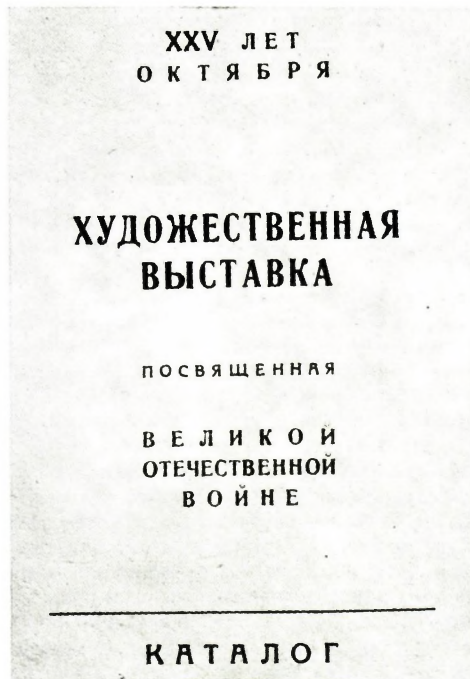 XXV ЛЕТ
ОКТЯБРЯ
ХУДОЖЕСТВЕННАЯ
ВЫСТАВКА
ПОСВЯЩЕННАЯ
ВЕЛИКОЙ
ОТЕЧЕСТВЕННОЙ
ВОЙНЕ
КАТАЛОГ